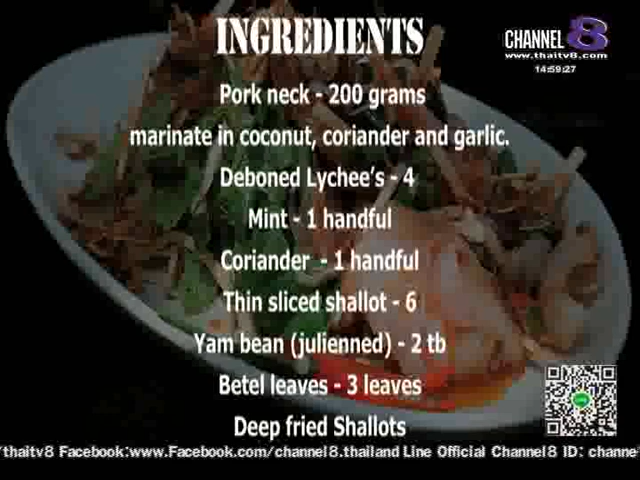 INGREDIENTS
CHANNEL 8
www.thaitv8.com
14:59:27
Pork neck - 200 grams
marinate in coconut, coriander and garlic.
Deboned Lychee's - 4
Mint - 1 handful
Coriander - 1 handful
Thin sliced shallot - 6
Yam bean (julienned) - 2 tb
Betel leaves - 3 leaves
Deep fried Shallots
/thaitv8 Facebook:www.Facebook.com/channel8.thailand Line Official Channel8 ID: channe